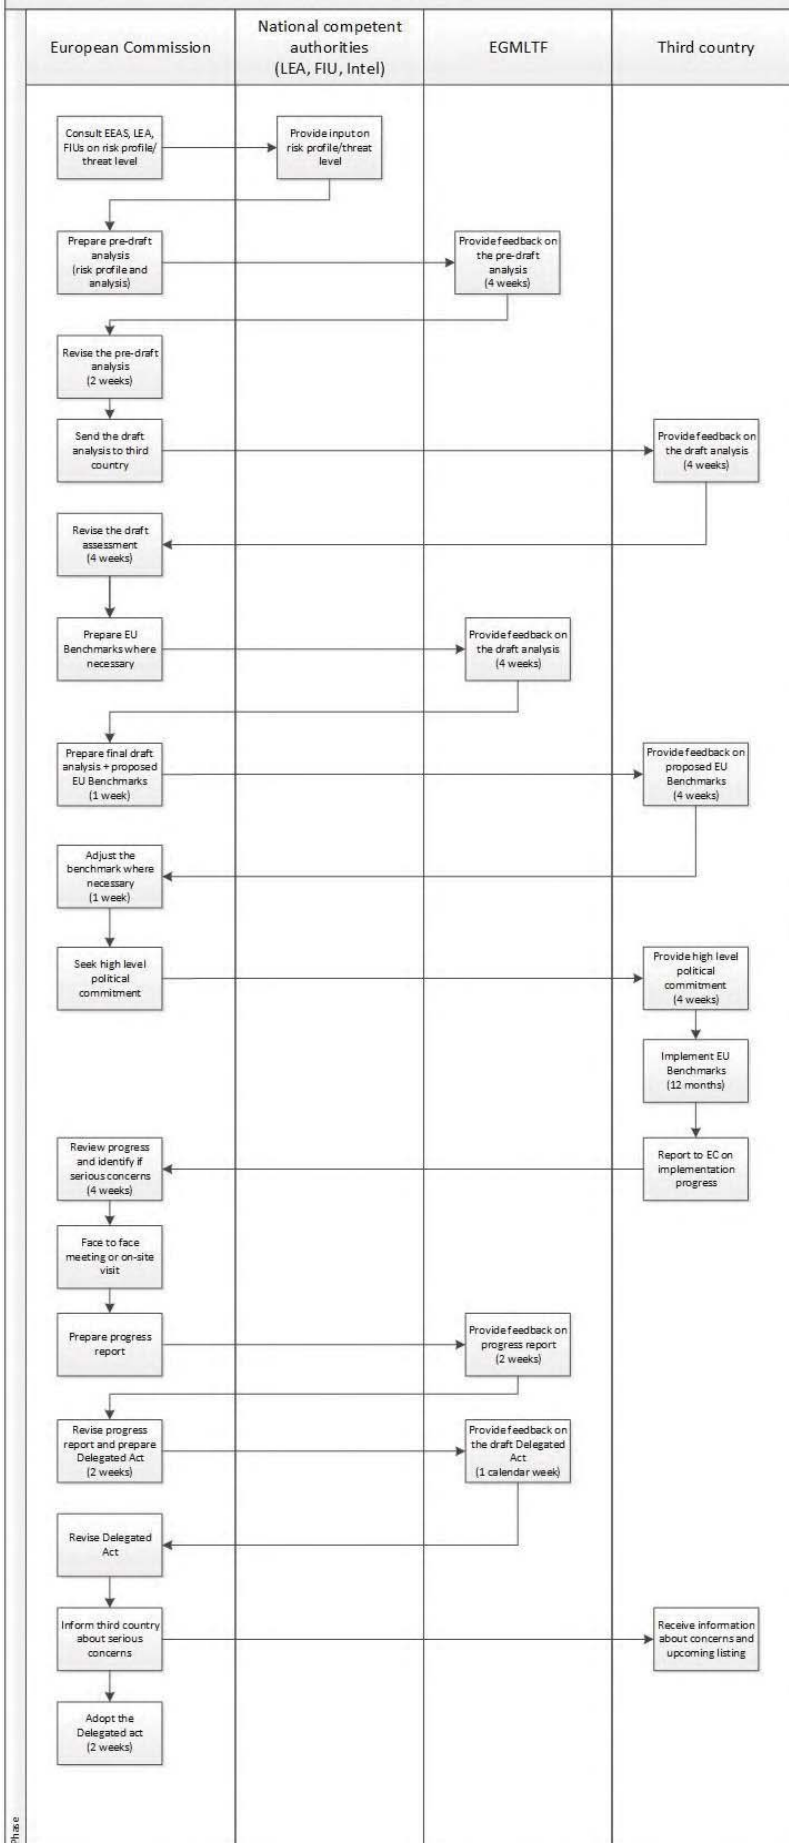 European Commission
National competent
authorities
(LEA, FIU, Intel)
EGMLTF
Third country
Consult EEAS, LEA,
FIUs on risk profile/
threat level
Provide input on
risk profile/threat
level
Prepare pre-draft
analysis
(risk profile and
analysis)
Provide feedback on
the pre-draft
analysis
(4 weeks)
Revise the pre-draft
analysis
(2 weeks)
Send the draft
analysis to third
country
Provide feedback on
the draft analysis
(4 weeks)
Revise the draft
assessment
(4 weeks)
Prepare EU
Benchmarks where
necessary
Provide feedback on
the draft analysis
(4 weeks)
Prepare final draft
analysis + proposed
EU Benchmarks
(1 week)
Provide feedback on
proposed EU
Benchmarks
(4 weeks)
Adjust the
benchmark where
necessary
(1 week)
Seek high level
political
commitment
Provide high level
political
commitment
(4 weeks)
Implement EU
Benchmarks
(12 months)
Review progress
and identify if
serious concerns
(4 weeks)
Report to EC on
implementation
progress
Face to face
meeting or on-site
visit
Prepare progress
report
Provide feedback on
progress report
(2 weeks)
Revise progress
report and prepare
Delegated Act
(2 weeks)
Provide feedback on
the draft Delegated
Act
(1 calendar week)
Revise Delegated
Act
Inform third country
about serious
concerns
Receive information
about concerns and
upcoming listing
Adopt the
Delegated act
(2 weeks)
Phase